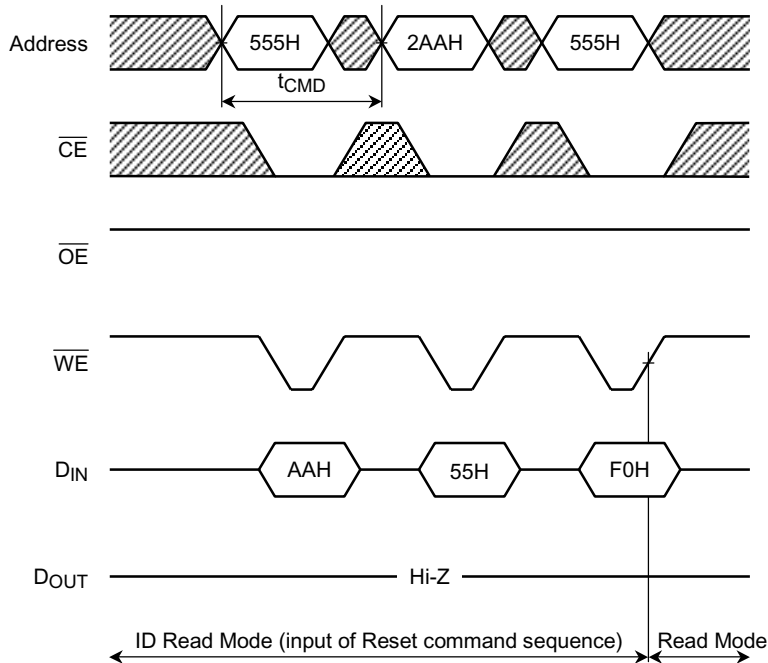 Address 555H 2AAH 555H
tCMD
CE
OE
WE
DIN AAH 55H F0H
DOUT Hi-Z
ID Read Mode (input of Reset command sequence) Read Mode